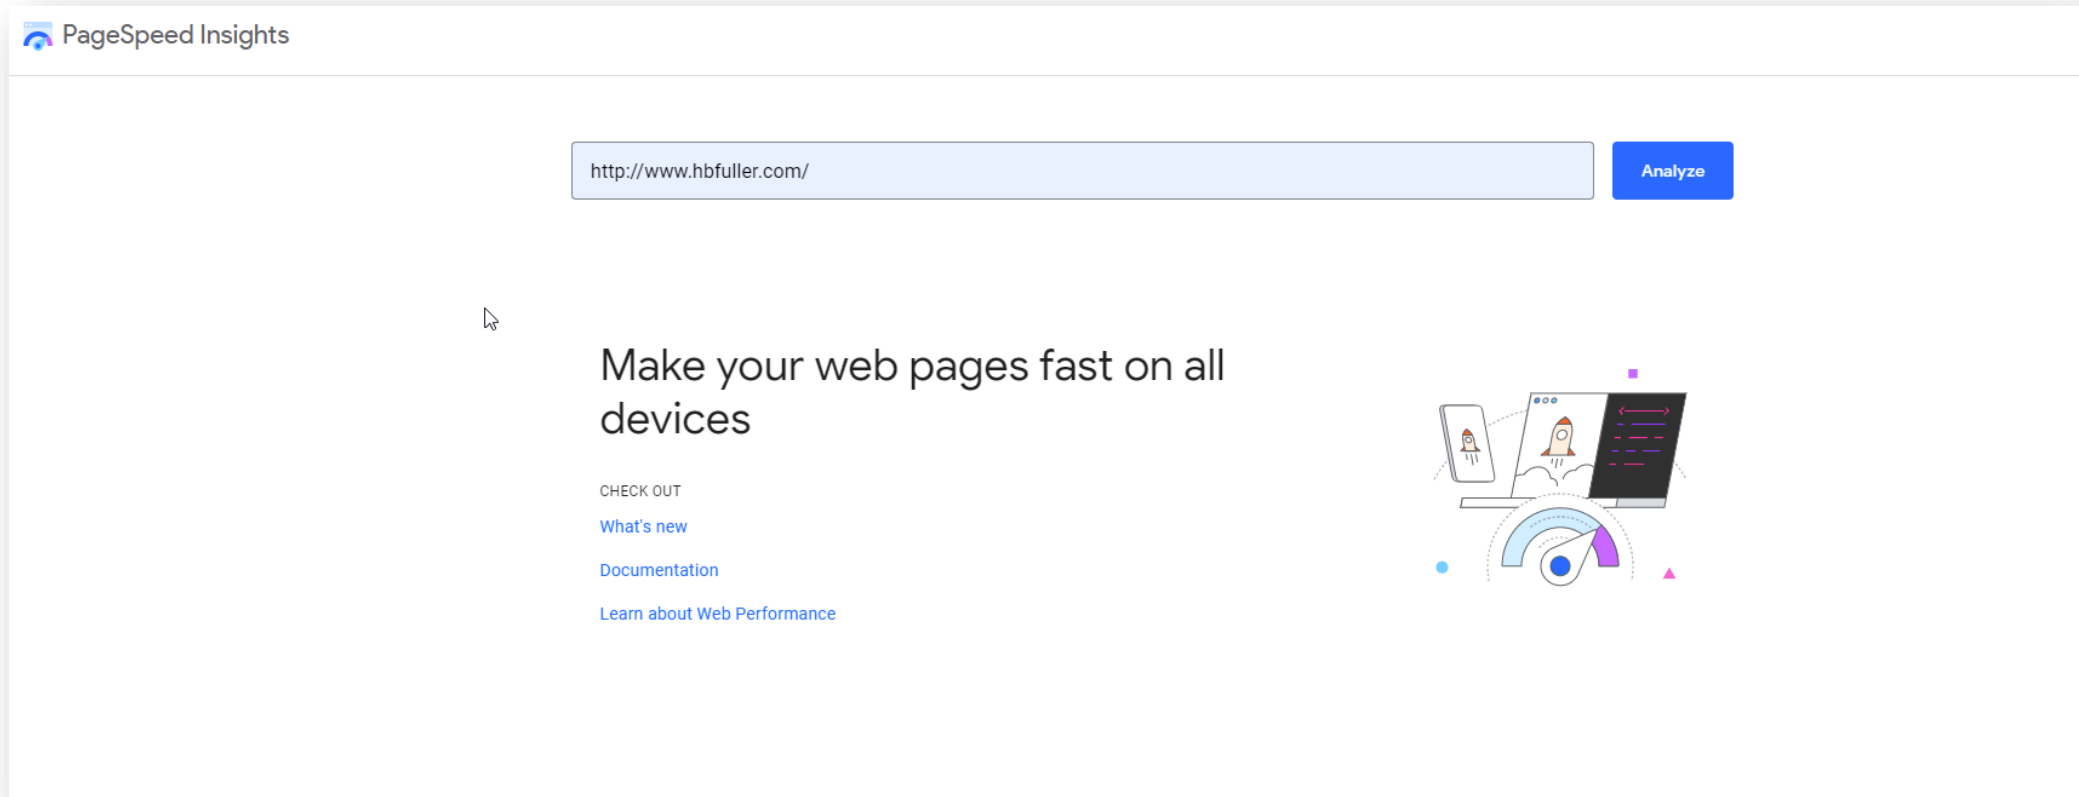 PageSpeed Insights
http://www.hbfuller.com/
Analyze
Make your web pages fast on all
devices
CHECK OUT
What's new
Documentation
Learn about Web Performance